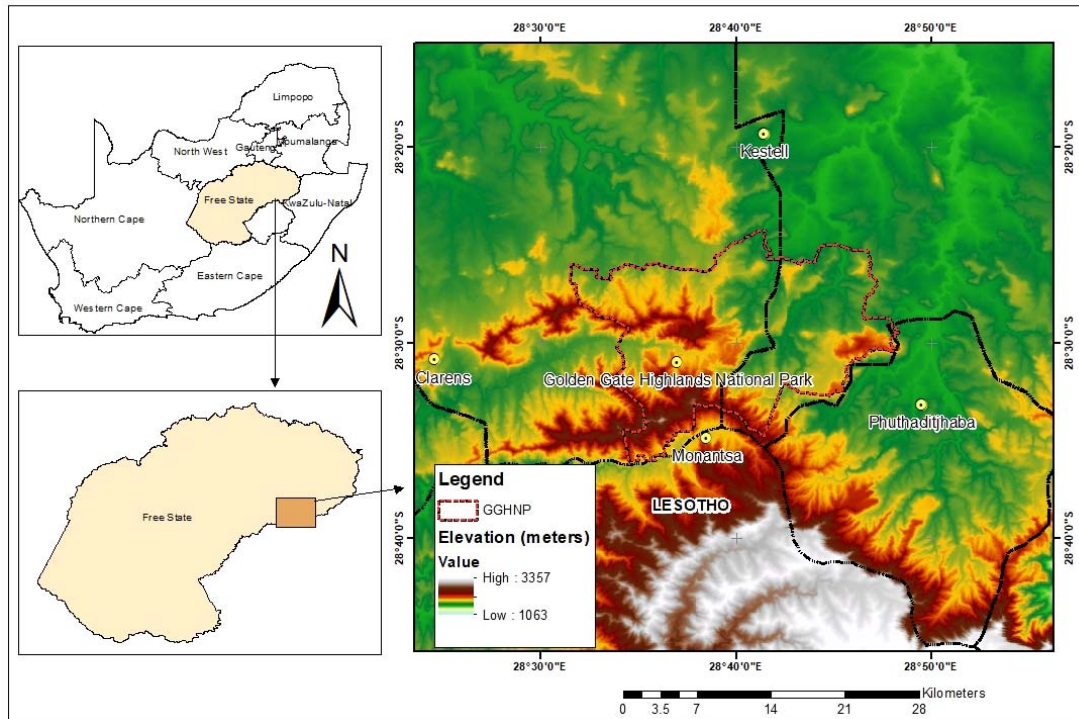 Limpopo
North West
Gauteng
Mpumalanga
Free State
KwaZulu-Natal
Northern Cape
Eastern Cape
Western Cape
N
Free State
28°30'0"E
28°40'0"E
28°50'0"E
28°20'0"S
28°30'0"S
28°40'0"S
28°20'0"S
28°30'0"S
28°40'0"S
Kestell
Clarens
Golden Gate Highlands National Park
Phuthaditjhaba
Monantsa
LESOTHO
Legend
GGHNP
Elevation (meters)
Value
High : 3357
Low : 1063
28°30'0"E
28°40'0"E
28°50'0"E
Kilometers
0 3.5 7 14 21 28